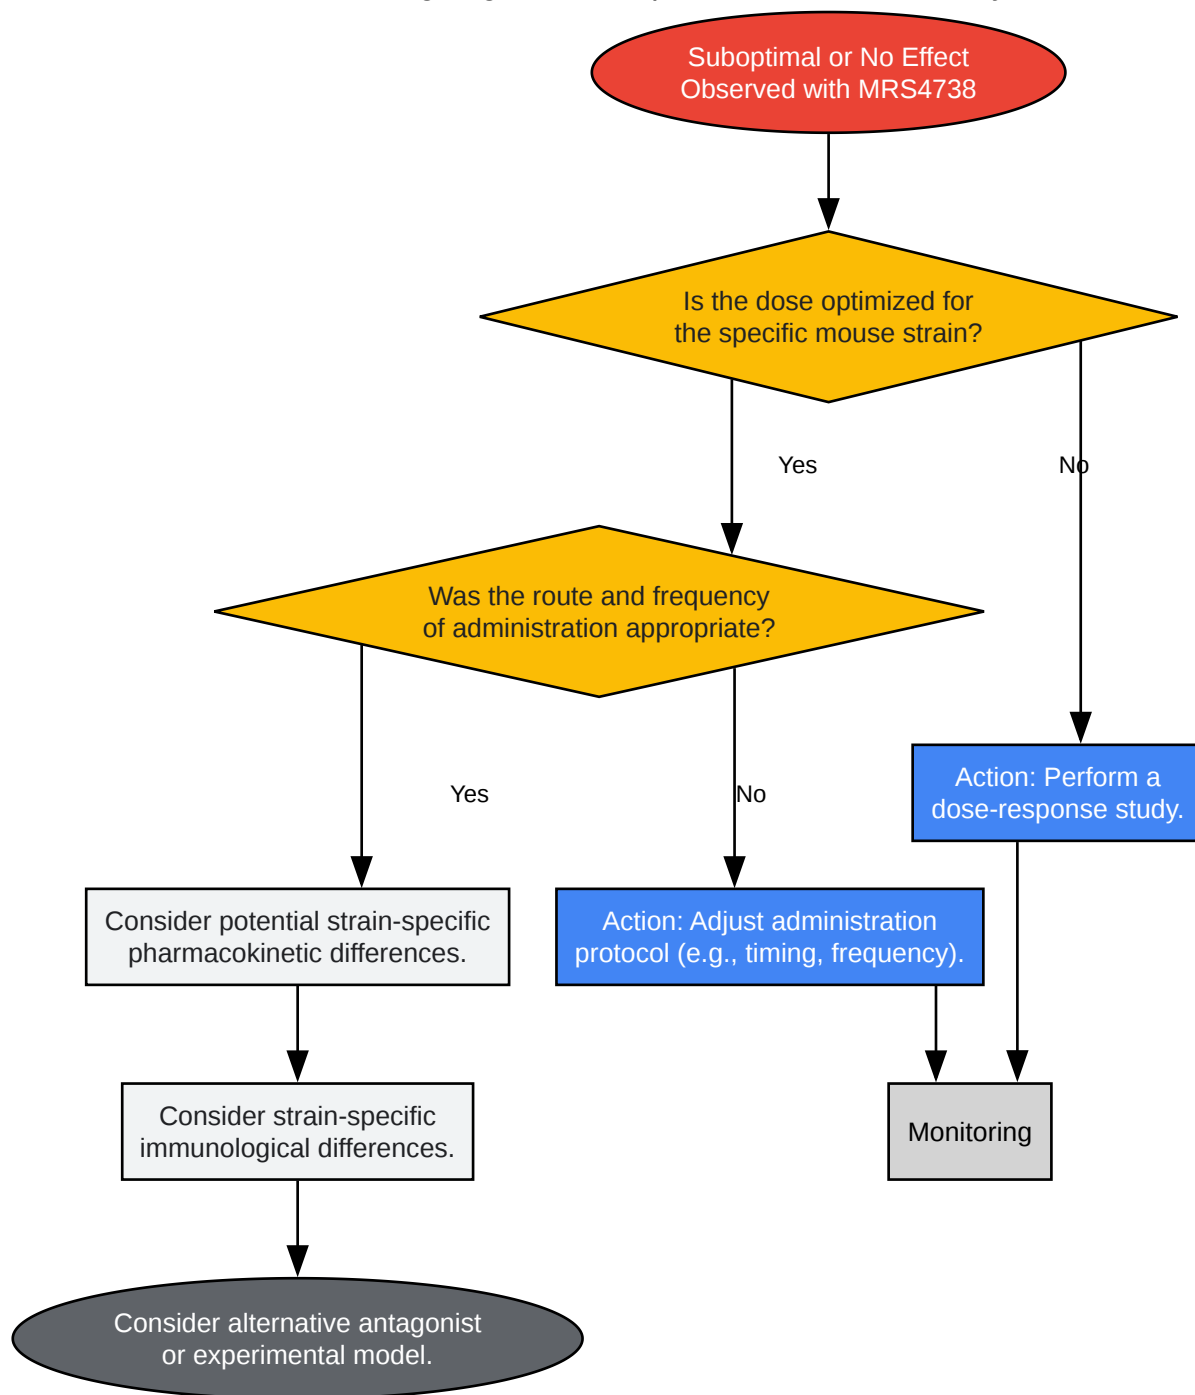 Suboptimal or No Effect
Observed with MRS4738
Is the dose optimized for
the specific mouse strain?
Yes
No
Was the route and frequency
of administration appropriate?
Yes
No
Action: Perform a
dose-response study.
Consider potential strain-specific
pharmacokinetic differences.
Action: Adjust administration
protocol (e.g., timing, frequency).
Consider strain-specific
immunological differences.
Monitoring
Consider alternative antagonist
or experimental model.